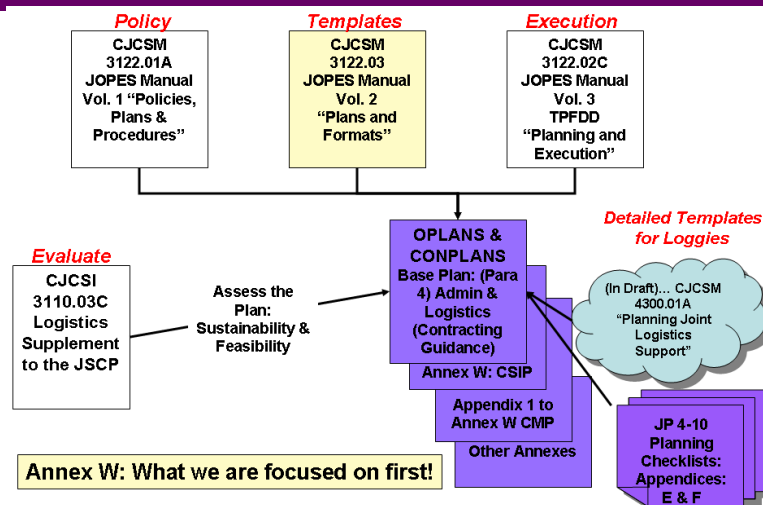 Policy
CJCSM
3122.01A
JOPES Manual
Vol. 1 “Policies,
Plans &
Procedures”
Templates
CJCSM
3122.03
JOPES Manual
Vol. 2
“Plans and
Formats”
Execution
CJCSM
3122.02C
JOPES Manual
Vol. 3
TPFDD
“Planning and
Execution”
Evaluate
CJCSI
3110.03C
Logistics
Supplement
to the JSCP
Assess the
Plan:
Sustainability &
Feasibility
OPLANS &
CONPLANS
Base Plan: (Para
4) Admin &
Logistics
(Contracting
Guidance)
Annex W: CSIP
Appendix 1 to
Annex W CMP
Other Annexes
Detailed Templates
for Loggies
(In Draft)... CJCSM
4300.01A
“Planning Joint
Logistics
Support”
JP 4-10
Planning
Checklists:
Appendices:
E & F
Annex W: What we are focused on first!